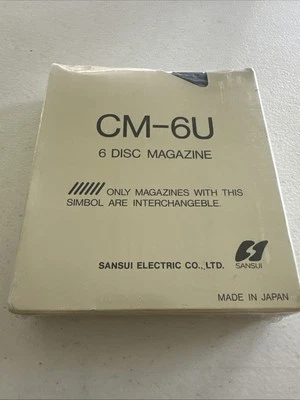 CM-6U
6 DISC MAGAZINE
ONLY MAGAZINES WITH THIS
SIMBOL ARE INTERCHANGEBLE.
SANSUI ELECTRIC CO., LTD.
SANSUI
MADE IN JAPAN